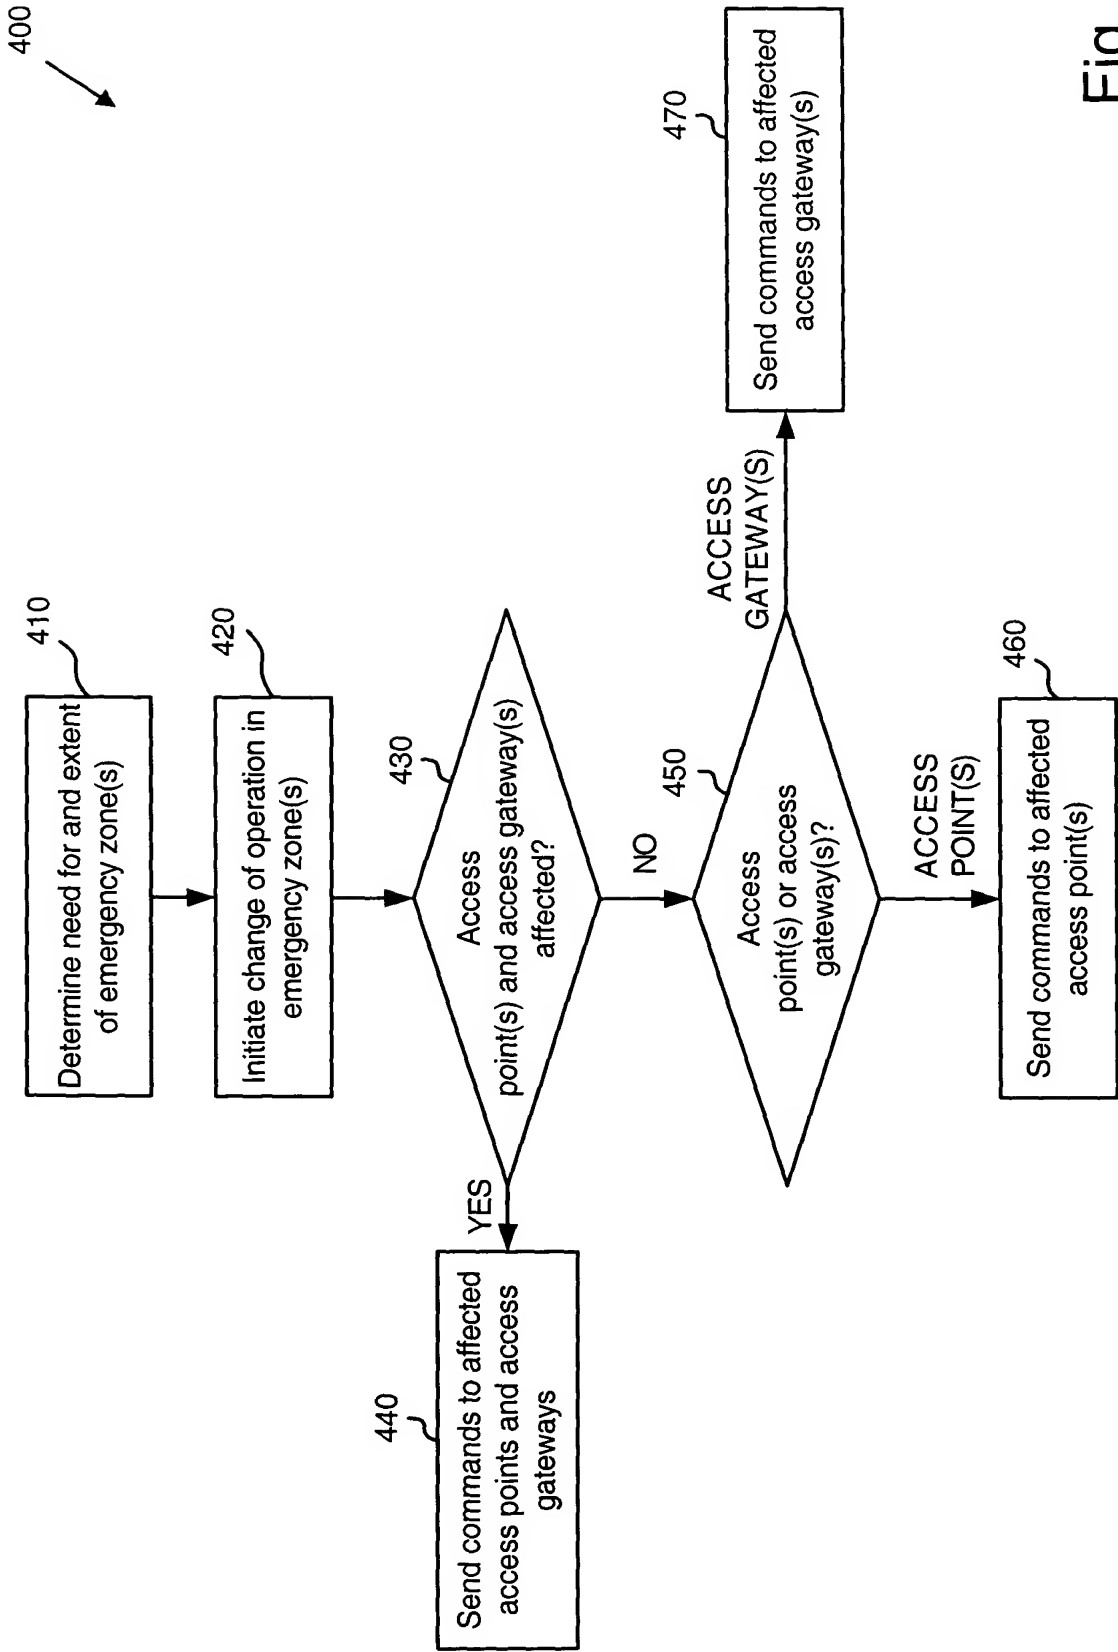 400
410
Determine need for and extent
of emergency zone(s)
420
Initiate change of operation in
emergency zone(s)
430
Access
point(s) and access gateway(s)
affected?
YES
440
Send commands to affected
access points and access
gateways
NO
450
Access
point(s) or access
gateway(s)?
ACCESS
GATEWAY(S)
470
Send commands to affected
access gateway(s)
ACCESS
POINT(S)
460
Send commands to affected
access point(s)
Fig